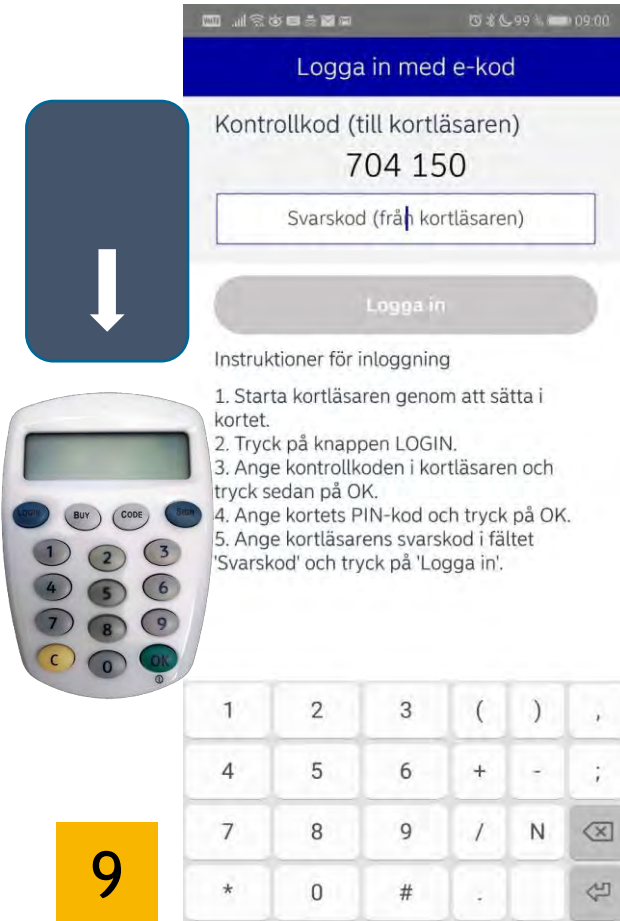 99 % 09:00
Logga in med e-kod
Kontrollkod (till kortläsaren)
704 150
Svarskod (från kortläsaren)
Logga in
Instruktioner för inloggning
1. Starta kortläsaren genom att sätta i
kortet.
2. Tryck på knappen LOGIN.
3. Ange kontrollkoden i kortläsaren och
tryck sedan på OK.
4. Ange kortets PIN-kod och tryck på OK.
5. Ange kortläsarens svarskod i fältet
'Svarskod' och tryck på 'Logga in'.
LOGIN BUY CODE SIGN
1 2 3
4 5 6
7 8 9
C 0 OK
1 2 3 ( ) ,
4 5 6 + - ;
7 8 9 / N
* 0 # .
9